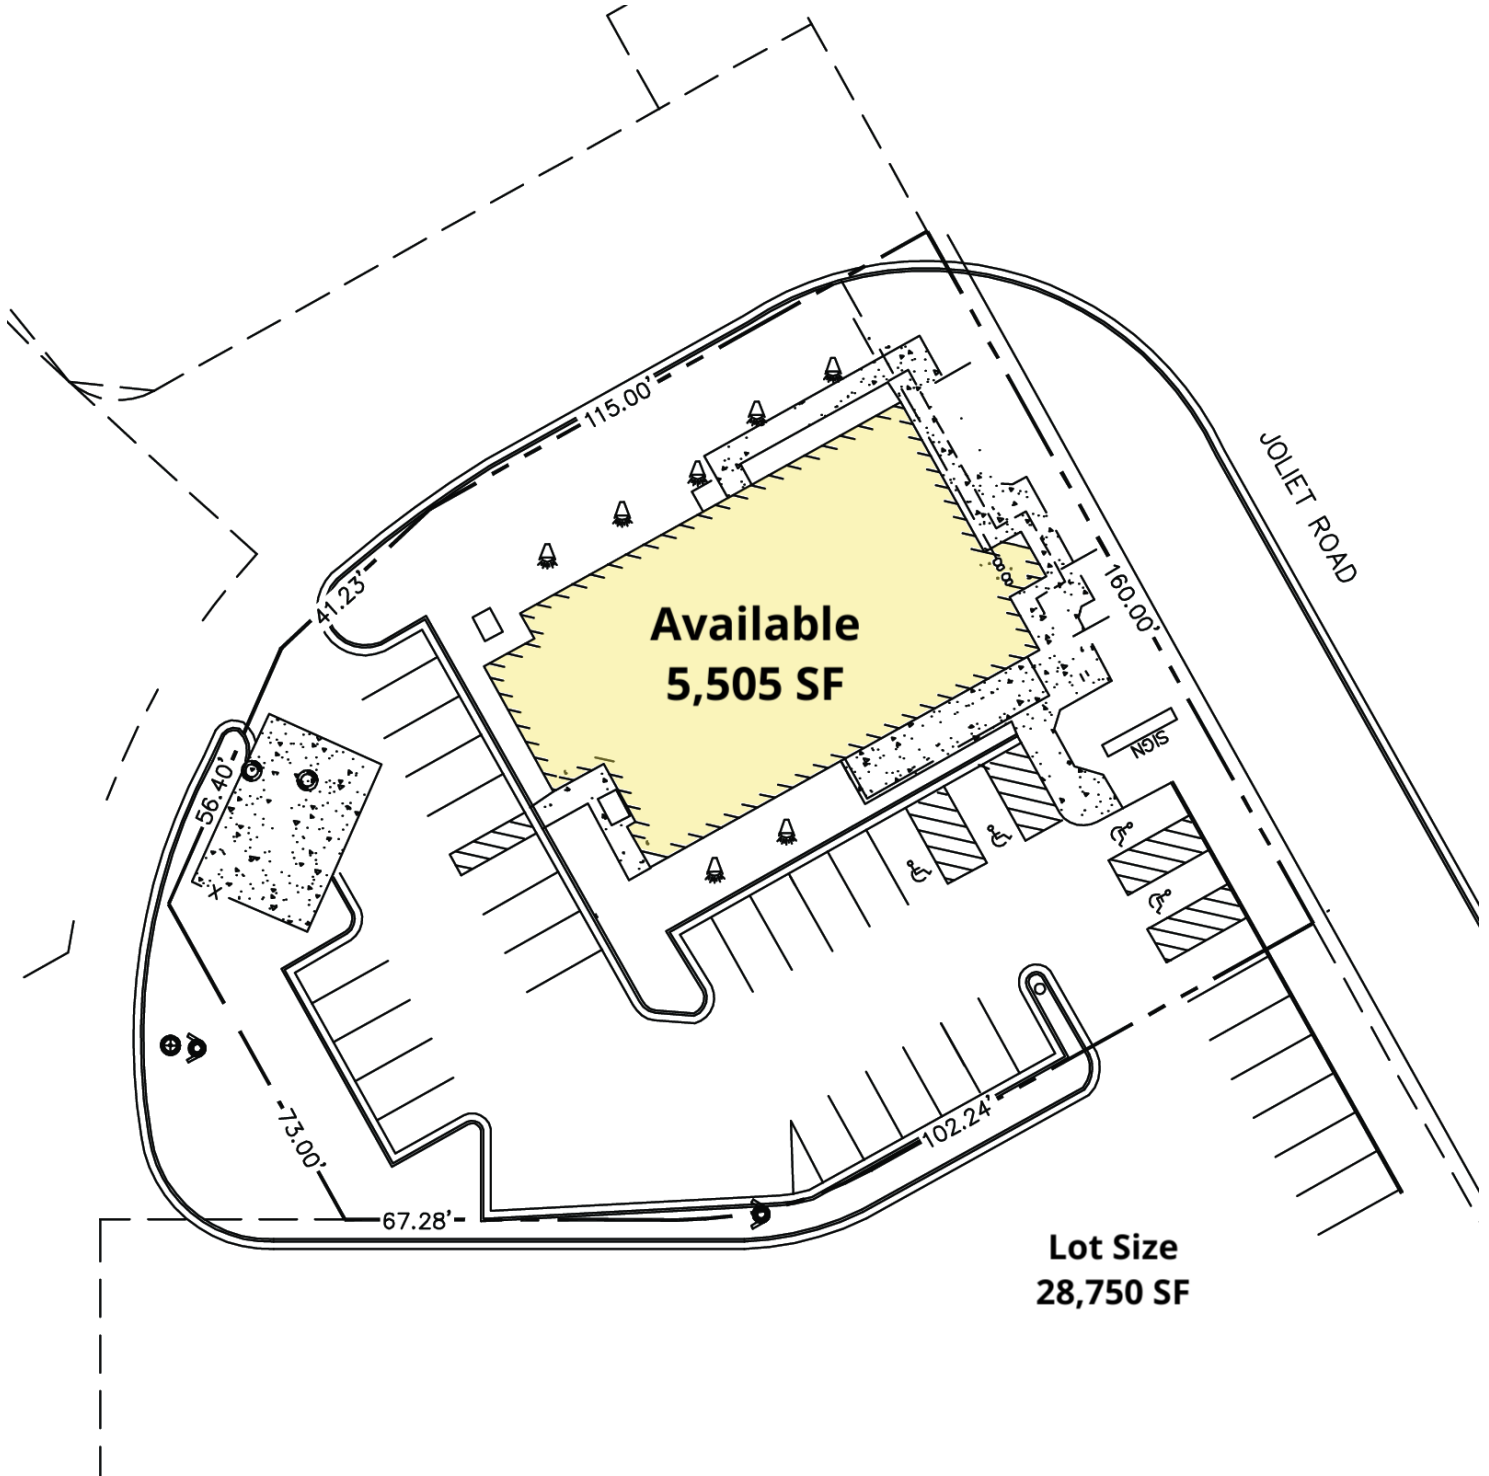 115.00'
JOLIET ROAD
41.23'
160.00'
Available
5,505 SF
SIGN
56.40'
X
102.24'
73.00'
67.28'
Lot Size
28,750 SF